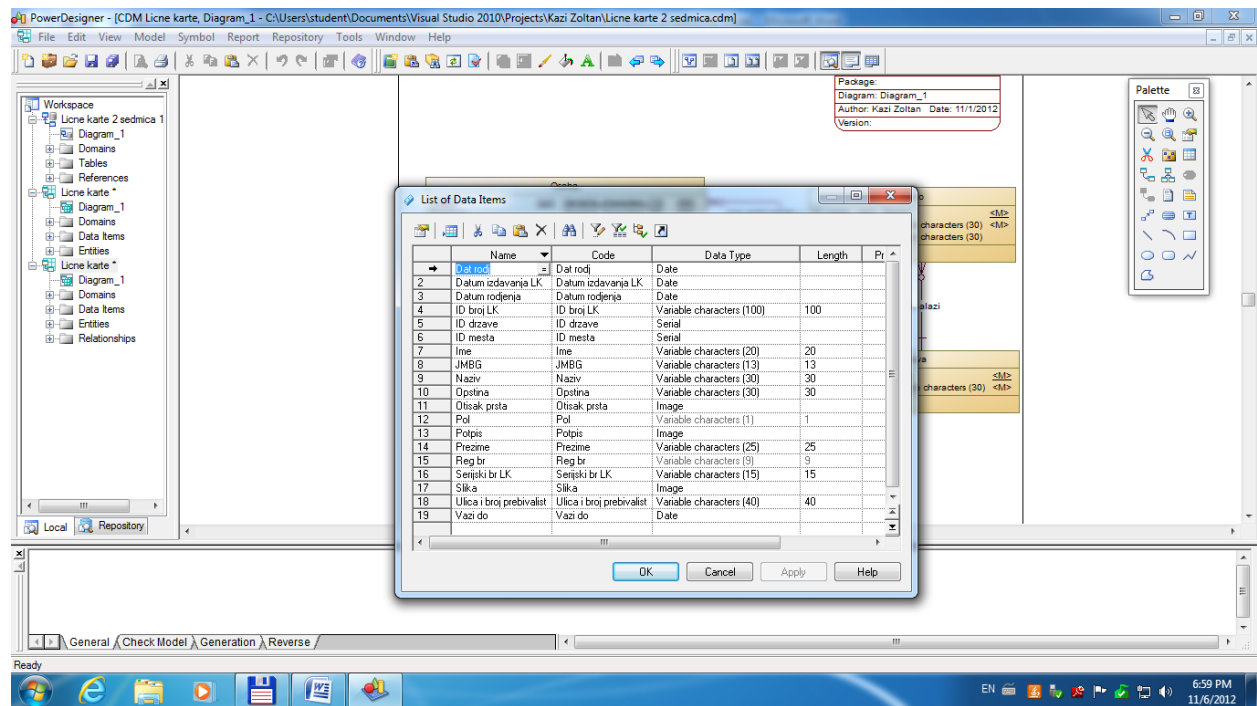 PowerDesigner - [CDM Licne karte, Diagram_1 - C:\Users\student\Documents\Visual Studio 2010\Projects\Kazi Zoltan\Licne karte 2 sedmica.cdm]
File Edit View Model Symbol Report Repository Tools Window Help
Workspace
Licne karte 2 sedmica 1
Diagram_1
Domains
Tables
References
Licne karte *
Diagram_1
Domains
Data Items
Entities
Licne karte *
Diagram_1
Domains
Data Items
Entities
Relationships
Local Repository
Package:
Diagram: Diagram_1
Author: Kazi Zoltan Date: 11/1/2012
Version:
Palette
<M>
characters (30) <M>
characters (30)
alazi
va
<M>
characters (30) <M>
List of Data Items
Name Code Data Type Length Pr
Dat rodj = Dat rodj Date
2 Datum izdavanja LK Datum izdavanja LK Date
3 Datum rodjenja Datum rodjenja Date
4 ID broj LK ID broj LK Variable characters (100) 100
5 ID drzave ID drzave Serial
6 ID mesta ID mesta Serial
7 Ime Ime Variable characters (20) 20
8 JMBG JMBG Variable characters (13) 13
9 Naziv Naziv Variable characters (30) 30
10 Opstina Opstina Variable characters (30) 30
11 Otisak prsta Otisak prsta Image
12 Pol Pol Variable characters (1) 1
13 Potpis Potpis Image
14 Prezime Prezime Variable characters (25) 25
15 Reg br Reg br Variable characters (9) 9
16 Serijski br LK Serijski br LK Variable characters (15) 15
17 Slika Slika Image
18 Ulica i broj prebivalist Ulica i broj prebivalist Variable characters (40) 40
19 Vazi do Vazi do Date
OK Cancel Apply Help
General Check Model Generation Reverse
Ready
EN 6:59 PM
11/6/2012